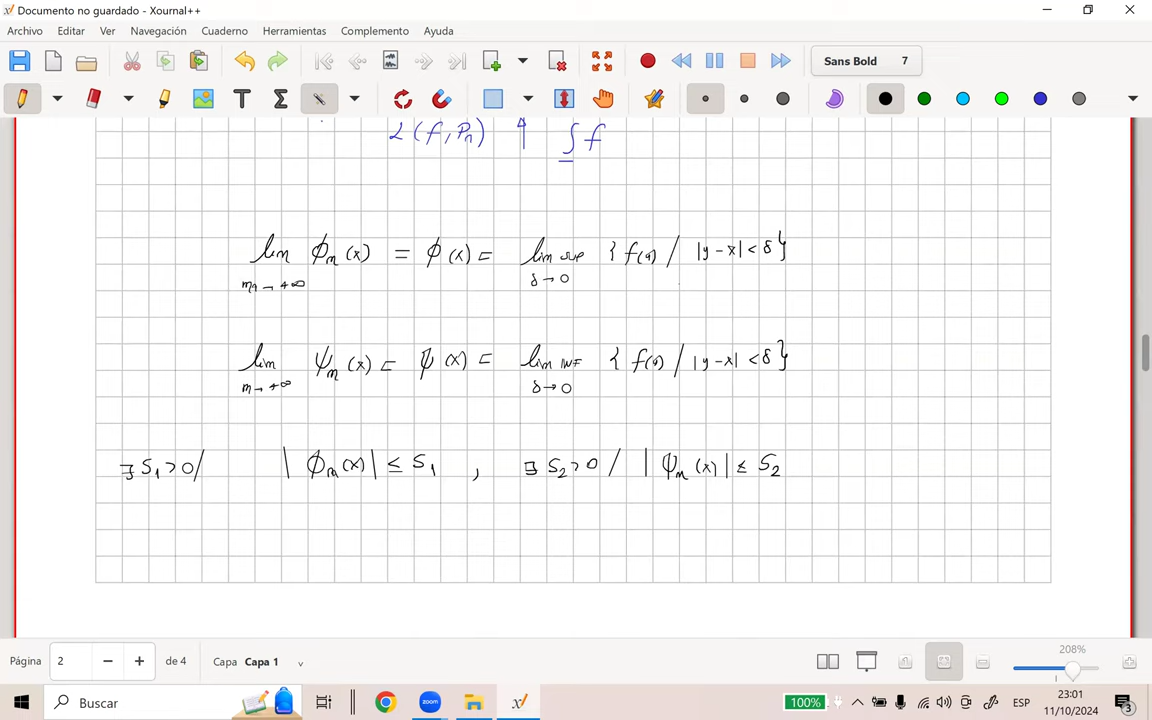 Documento no guardado - Xournal++
Archivo Editar Ver Navegación Cuaderno Herramientas Complemento Ayuda
Sans Bold 7
L (f, Pn) ↑ ∫ f
lim ϕn (x) = ϕ (x) = lim sup { f(y) / |y-x| < δ }
n → +∞ δ → 0
lim ψn (x) = ψ (x) = lim INF { f(y) / |y-x| < δ }
n → +∞ δ → 0
∃ S1 > 0 / | ϕn (x) | ≤ S1 , ∃ S2 > 0 / | ψn (x) | ≤ S2
Página 2 de 4 Capa Capa 1 208%
Buscar 100% ESP 23:01
11/10/2024 3